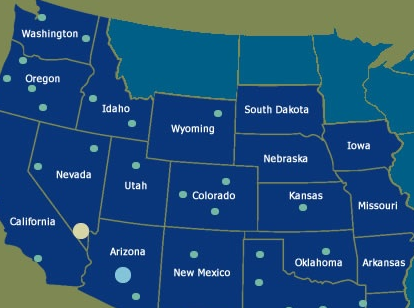 Washington
Oregon
Idaho
Wyoming
South Dakota
Nebraska
Iowa
Nevada
Utah
Colorado
Kansas
Missouri
California
Arizona
New Mexico
Oklahoma
Arkansas